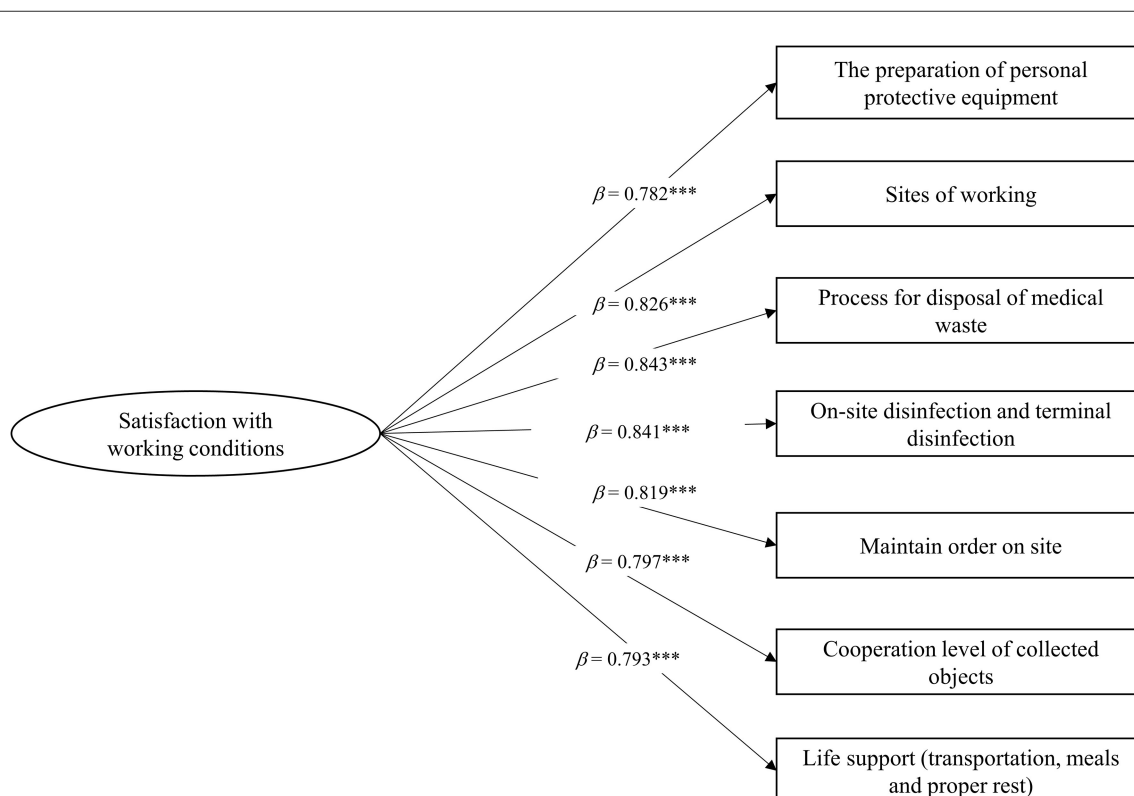 The preparation of personal
protective equipment
β = 0.782***
Sites of working
β = 0.826***
Process for disposal of medical
waste
β = 0.843***
Satisfaction with
working conditions
On-site disinfection and terminal
disinfection
β = 0.841***
β = 0.819***
Maintain order on site
β = 0.797***
Cooperation level of collected
objects
β = 0.793***
Life support (transportation, meals
and proper rest)